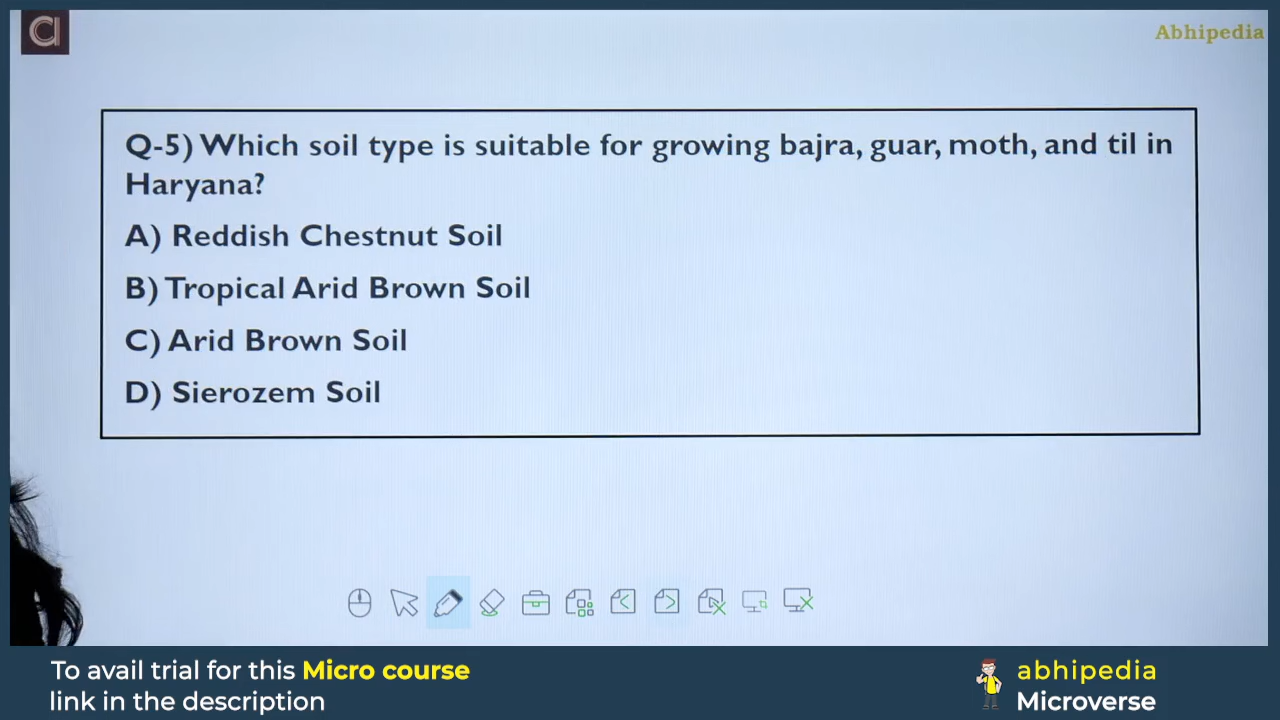 Abhipedia
Q-5) Which soil type is suitable for growing bajra, guar, moth, and til in
Haryana?
A) Reddish Chestnut Soil
B) Tropical Arid Brown Soil
C) Arid Brown Soil
D) Sierozem Soil
To avail trial for this Micro course
link in the description
abhipedia
Microverse